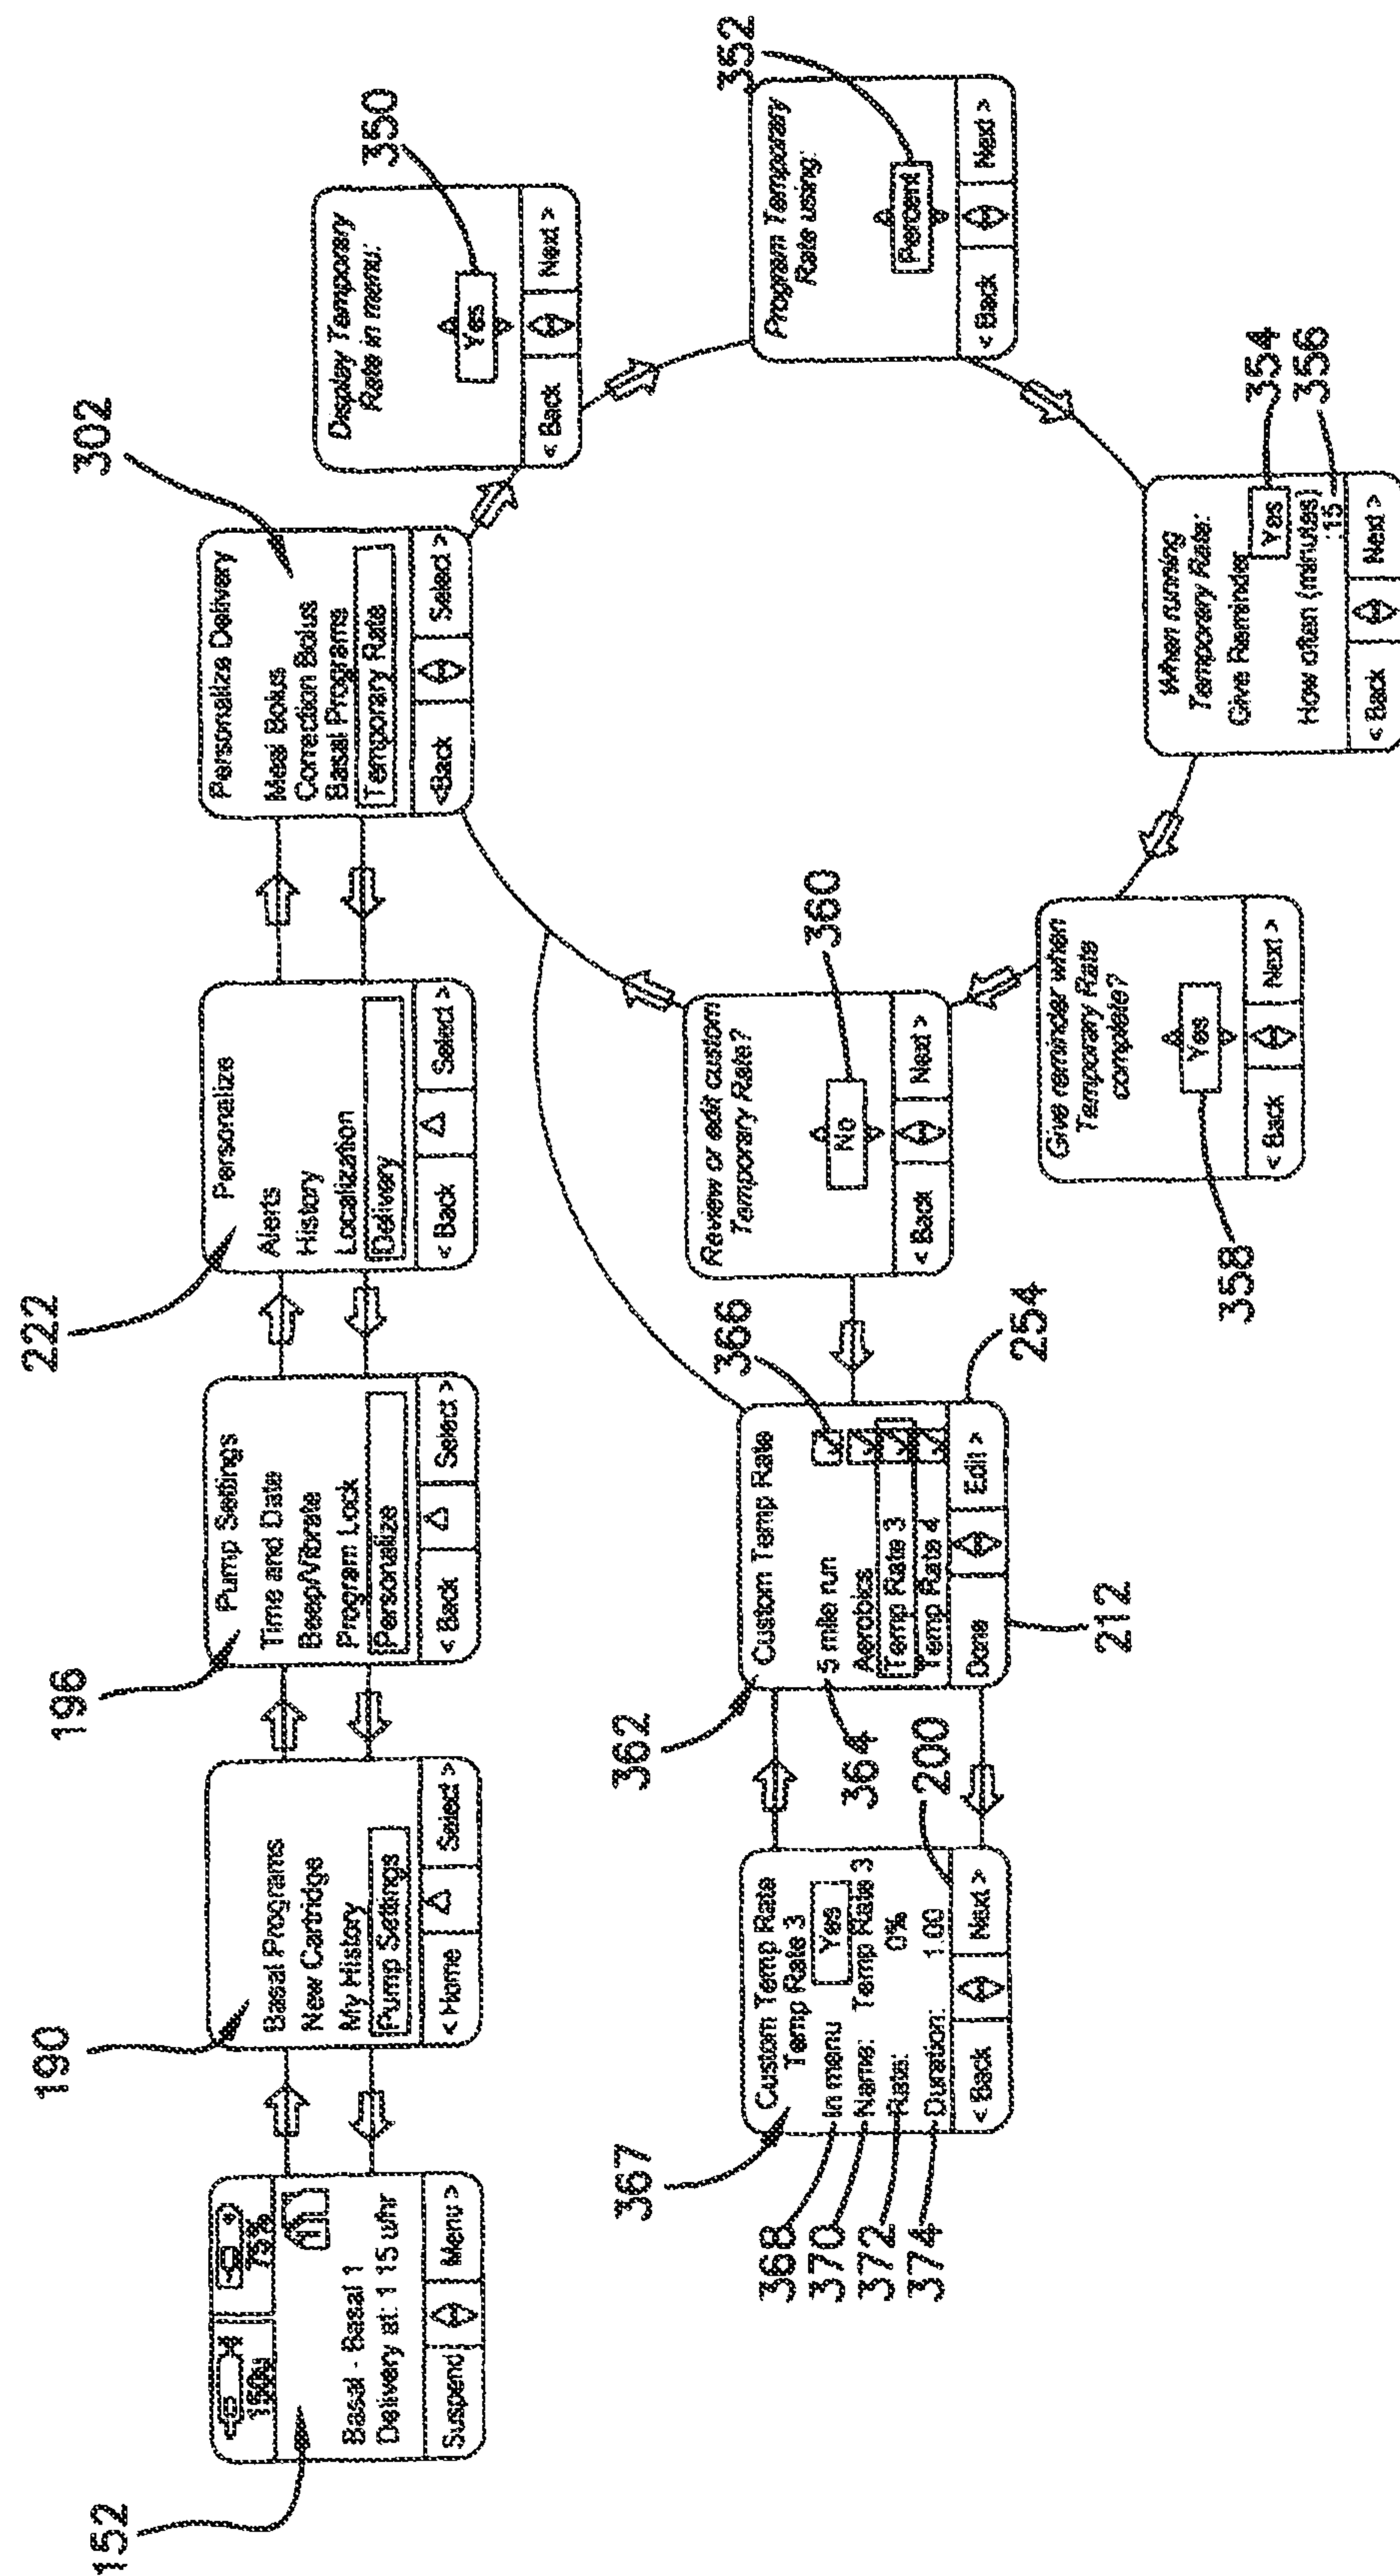 152
150u
75%
Basal - Basal 1
Delivery at: 1 15 u/hr
Suspend
Menu >
190
Basal Programs
New Cartridge
My History
Pump Settings
< Home
Select >
196
Pump Settings
Time and Date
Beep/Vibrate
Program Lock
Personalize
< Back
Select >
222
Personalize
Alerts
History
Localization
Delivery
< Back
Select >
302
Personalize Delivery
Meal Bolus
Correction Bolus
Basal Programs
Temporary Rate
<Back
Select >
350
Display Temporary
Rate in menu:
Yes
< Back
Next >
352
Program Temporary
Rate using:
Percent
< Back
Next >
When running
Temporary Rate:
Give Reminder
Yes
354
How often (minutes)
356
:15
< Back
Next >
Give reminder when
Temporary Rate
complete?
Yes
358
< Back
Next >
360
Review or edit custom
Temporary Rate?
No
< Back
Next >
362
Custom Temp Rate
366
364
5 mile run
Aerobics
Temp Rate 3
Temp Rate 4
Done
Edit >
254
212
367
Custom Temp Rate
Temp Rate 3
368
In menu
Yes
370
Name:
Temp Rate 3
372
Rate:
0%
374
Duration:
1.00
200
< Back
Next >